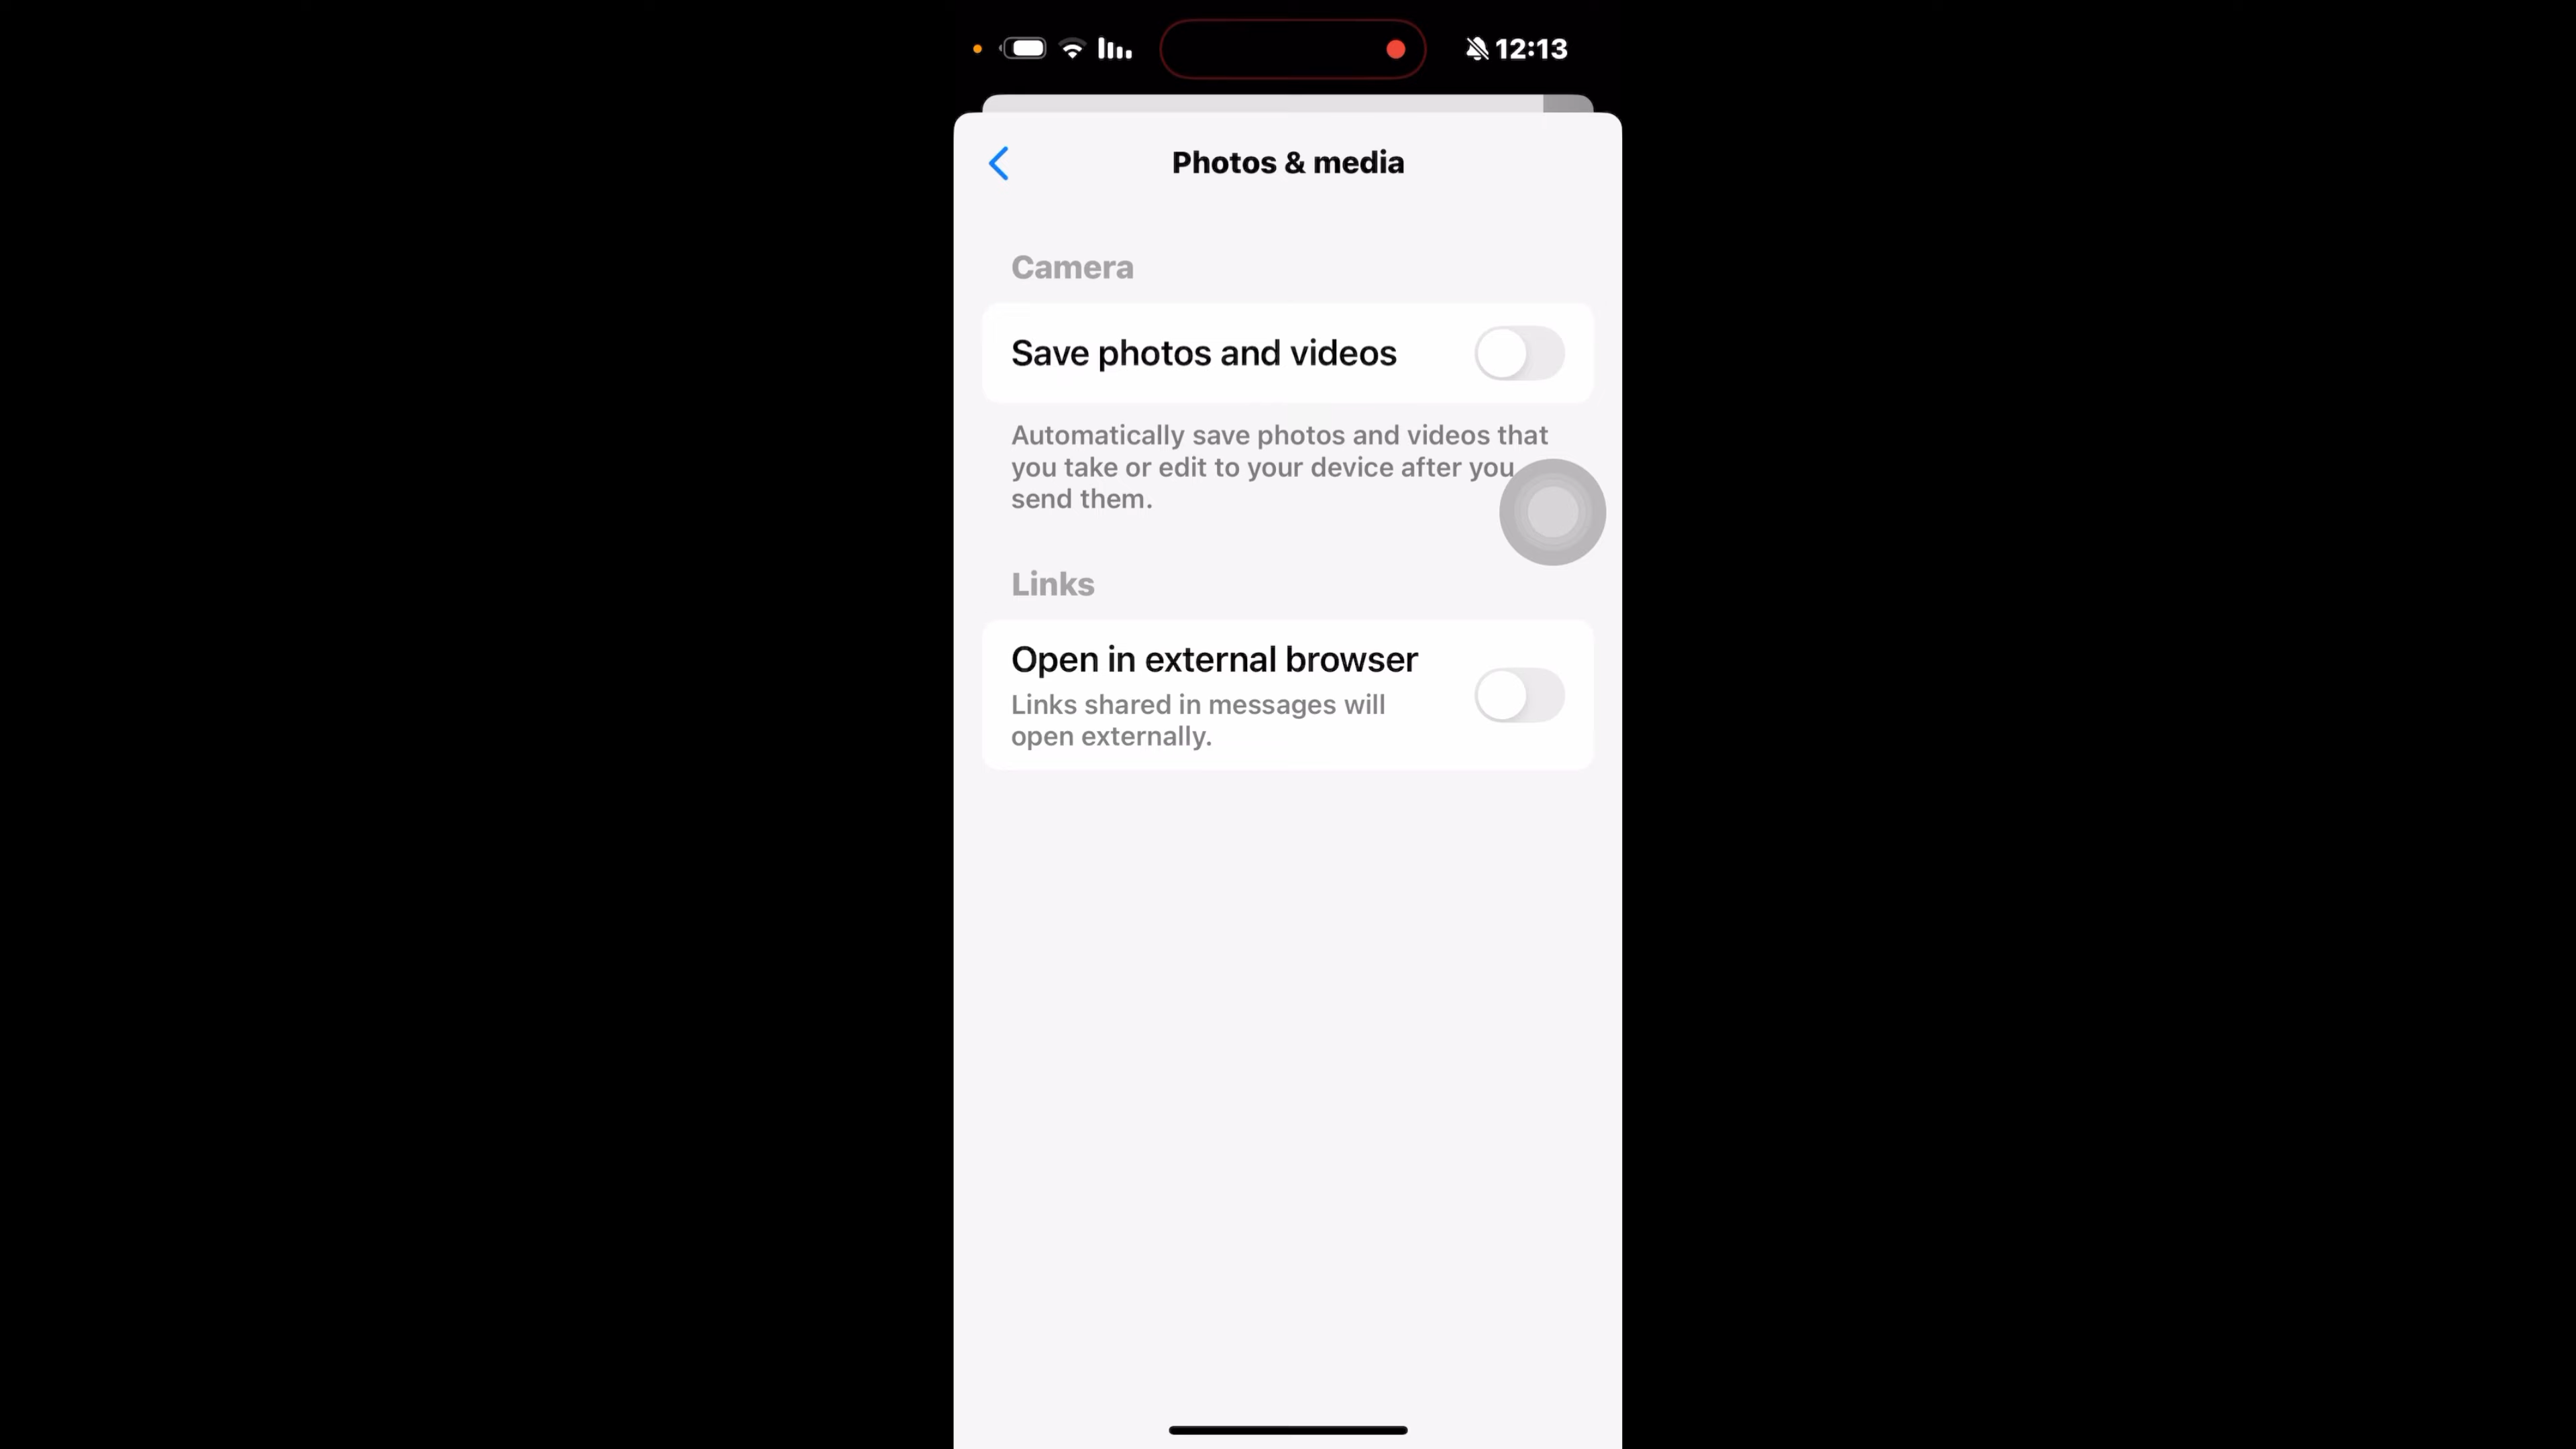 12:13
Photos & media
Camera
Save photos and videos
Automatically save photos and videos that
you take or edit to your device after you
send them.
Links
Open in external browser
Links shared in messages will
open externally.